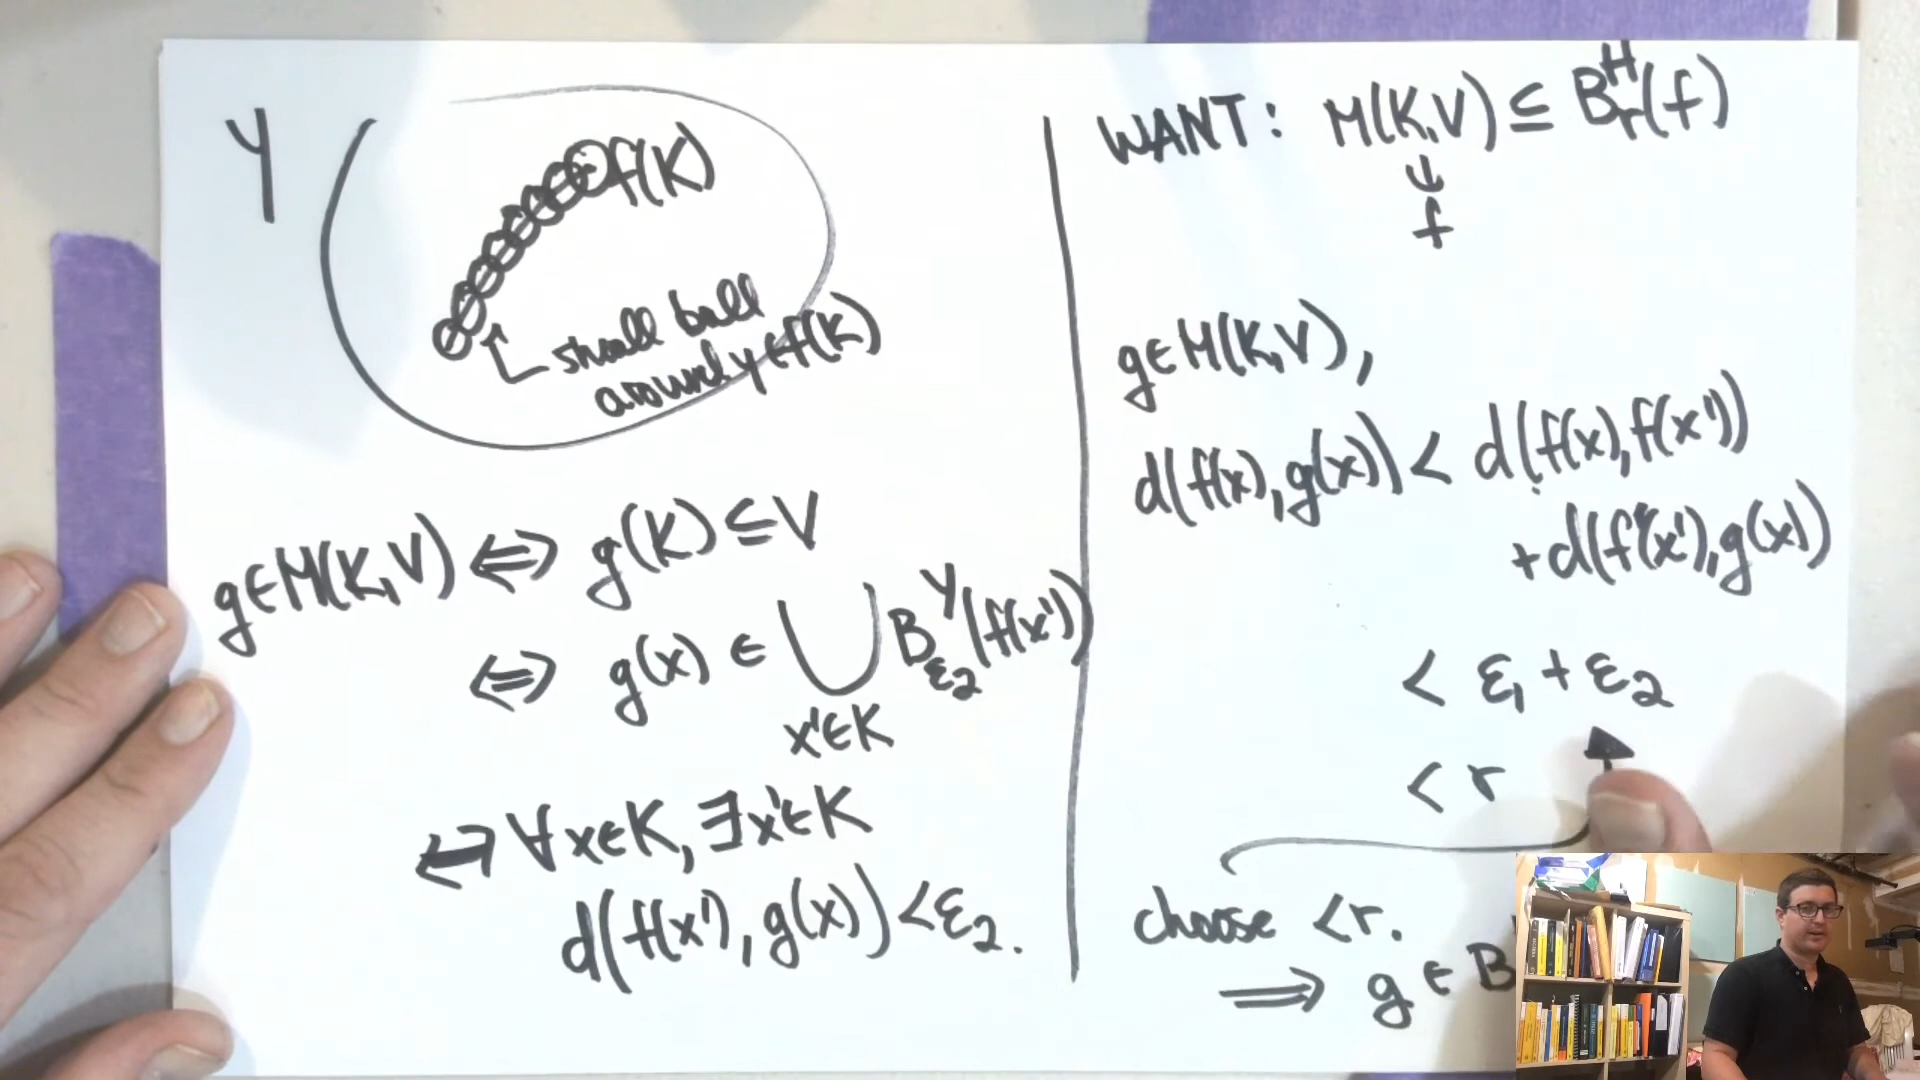 Y
f(K)
small ball
around y ∈ f(K)
g ∈ M(K,V) ⟺ g(K) ⊆ V
⟺ g(x) ∈ ⋃ B^Y_{ε₂}(f(x'))
x' ∈ K
⟺ ∀ x ∈ K, ∃ x' ∈ K
d(f(x'), g(x)) < ε₂.
WANT: M(K,V) ⊆ B^H_r(f)
ψ
f
g ∈ M(K,V),
d(f(x), g(x)) < d(f(x), f(x'))
+ d(f(x'), g(x))
< ε₁ + ε₂
< r
choose < r.
⟹ g ∈ B